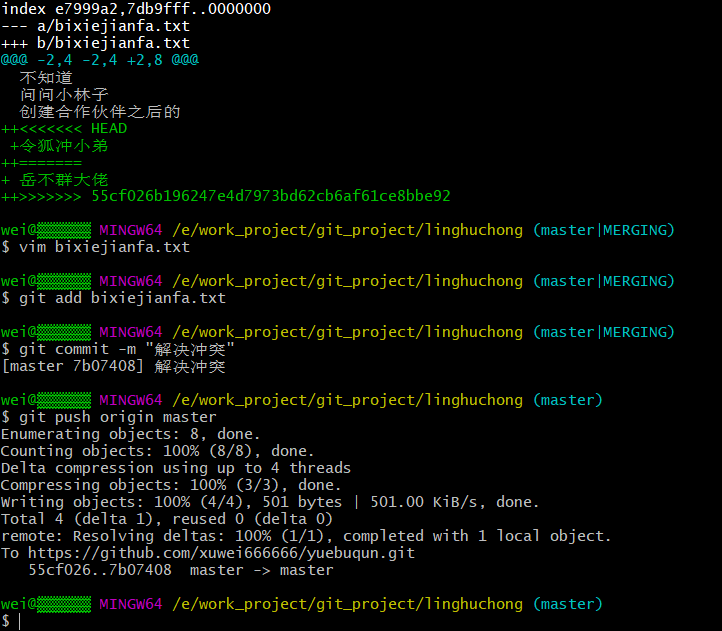 index e7999a2,7db9fff..0000000
--- a/bixiejianfa.txt
+++ b/bixiejianfa.txt
@@@ -2,4 -2,4 +2,8 @@@
  不知道
  问问小林子
  创建合作伙伴之后的
++<<<<<<< HEAD
 +令狐冲小弟
++=======
+ 岳不群大佬
++>>>>>>> 55cf026b196247e4d7973bd62cb6af61ce8bbe92
wei@▒▒▒▒▒▒ MINGW64 /e/work_project/git_project/linghuchong (master|MERGING)
$ vim bixiejianfa.txt
wei@▒▒▒▒▒▒ MINGW64 /e/work_project/git_project/linghuchong (master|MERGING)
$ git add bixiejianfa.txt
wei@▒▒▒▒▒▒ MINGW64 /e/work_project/git_project/linghuchong (master|MERGING)
$ git commit -m "解决冲突"
[master 7b07408] 解决冲突
wei@▒▒▒▒▒▒ MINGW64 /e/work_project/git_project/linghuchong (master)
$ git push origin master
Enumerating objects: 8, done.
Counting objects: 100% (8/8), done.
Delta compression using up to 4 threads
Compressing objects: 100% (3/3), done.
Writing objects: 100% (4/4), 501 bytes | 501.00 KiB/s, done.
Total 4 (delta 1), reused 0 (delta 0)
remote: Resolving deltas: 100% (1/1), completed with 1 local object.
To https://github.com/xuwei666666/yuebuqun.git
   55cf026..7b07408  master -> master
wei@▒▒▒▒▒▒ MINGW64 /e/work_project/git_project/linghuchong (master)
$